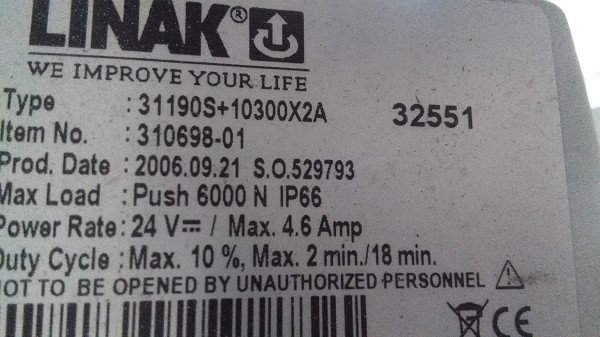 LINAK®
WE IMPROVE YOUR LIFE
Type : 31190S+10300X2A 32551
Item No. : 310698-01
Prod. Date : 2006.09.21 S.O.529793
Max Load : Push 6000 N IP66
Power Rate: 24 V⎓ / Max. 4.6 Amp
Duty Cycle : Max. 10 %, Max. 2 min./18 min.
NOT TO BE OPENED BY UNAUTHORIZED PERSONNEL
CE